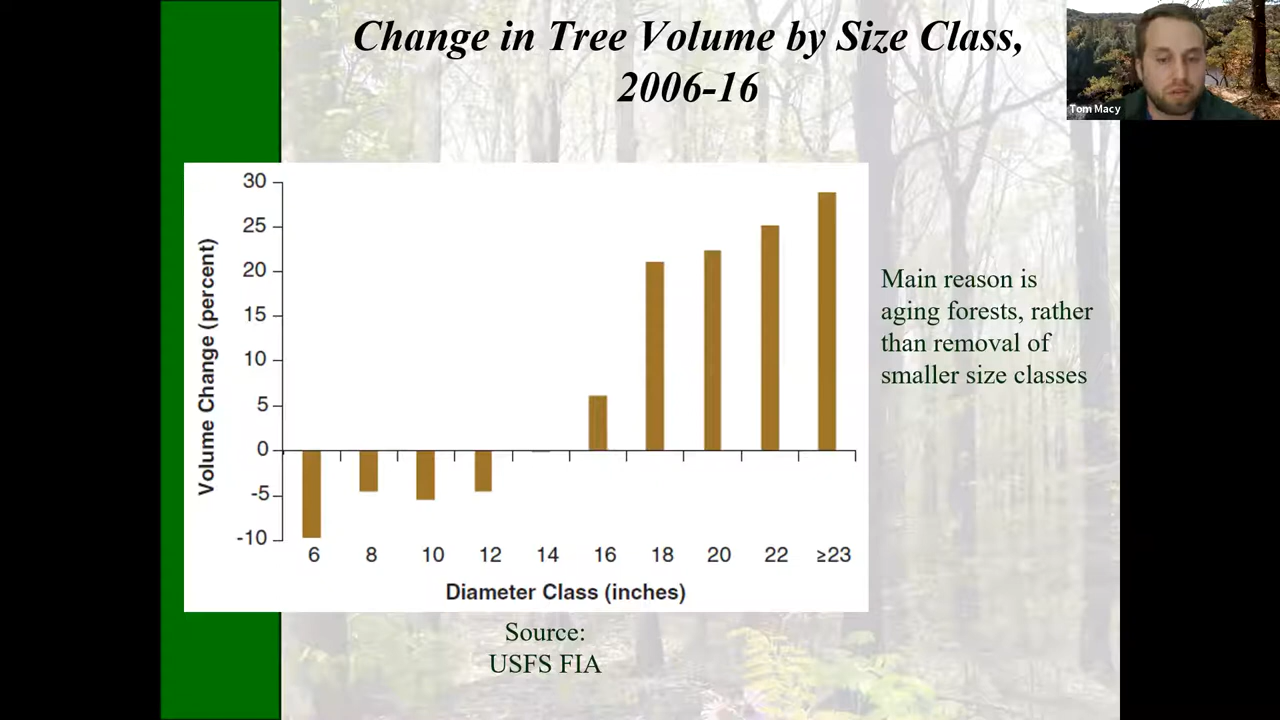 Change in Tree Volume by Size Class,
2006-16
Tom Macy
30
25
20
15
10
5
0
-5
-10
Volume Change (percent)
6 8 10 12 14 16 18 20 22 ≥23
Diameter Class (inches)
Main reason is
aging forests, rather
than removal of
smaller size classes
Source:
USFS FIA